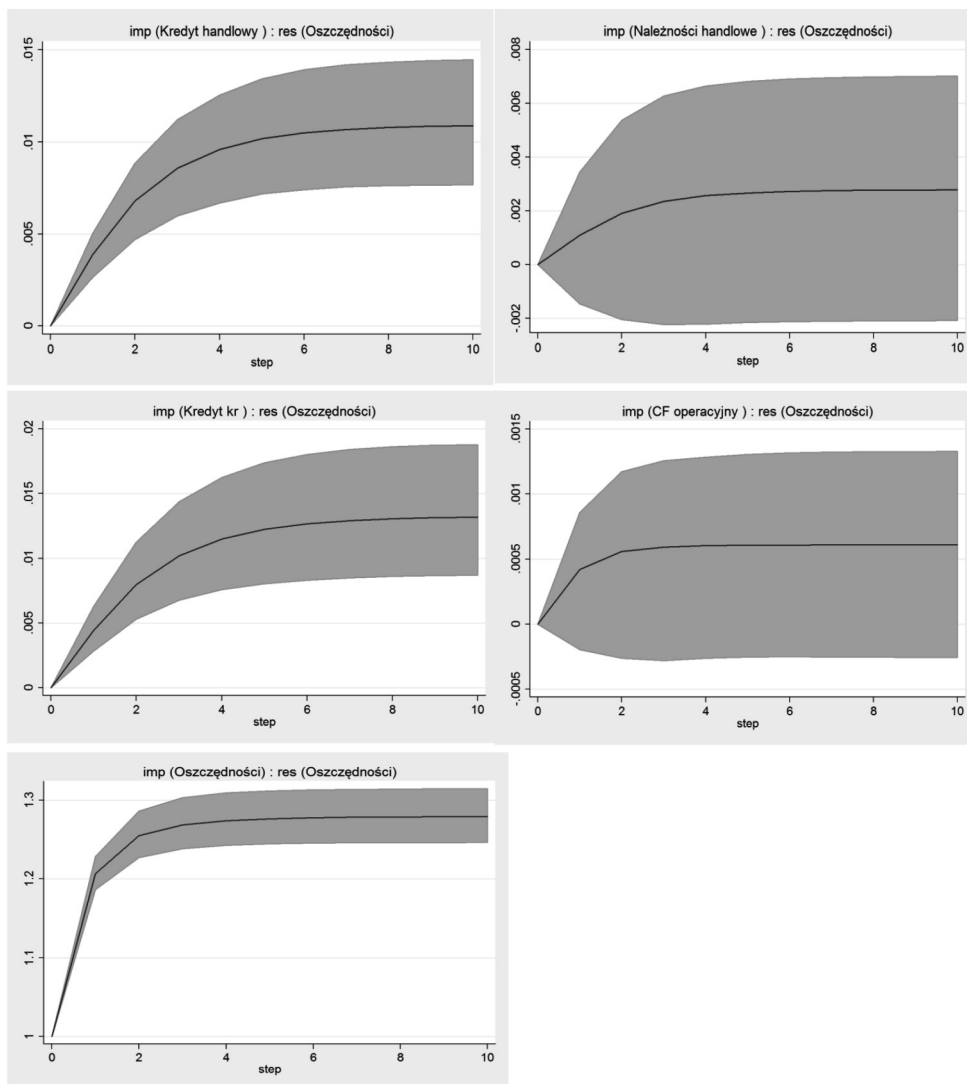 imp (Kredyt handlowy ) : res (Oszczędności)
.015
.01
.005
0
0 2 4 6 8 10
step
imp (Należności handlowe ) : res (Oszczędności)
.008
.006
.004
.002
0
-.002
0 2 4 6 8 10
step
imp (Kredyt kr ) : res (Oszczędności)
.02
.015
.01
.005
0
0 2 4 6 8 10
step
imp (CF operacyjny ) : res (Oszczędności)
.0015
.001
.0005
0
-.0005
0 2 4 6 8 10
step
imp (Oszczędności) : res (Oszczędności)
1.3
1.2
1.1
1
0 2 4 6 8 10
step